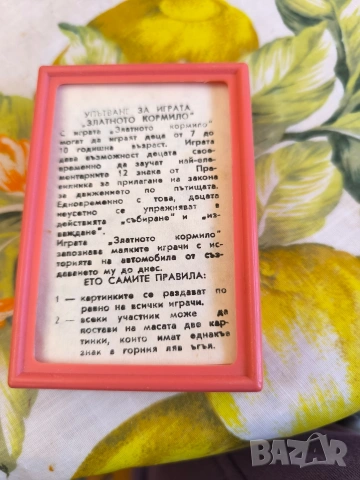 УПЪТВАНЕ ЗА ИГРАТА
„ЗЛАТНОТО КОРМИЛО"
С играта „Златното кормило"
могат да играят деца от 7 до
10 годишна възраст. Играта
дава възможност децата свое-
временно да заучат най-еле-
ментарните 12 знака от Пра-
вилника за прилагане на закона
за движението по пътищата.
Едновременно с това, децата
неусетно се упражняват в
действията „събиране" и „из-
важдане".
Играта „Златното кормило"
запознава малките играчи с ис-
торията на автомобила от съз-
даването му до днес.
ЕТО САМИТЕ ПРАВИЛА:
1 — картинките се раздават по
равно на всички играчи.
2 — всеки участник може да
постави на масата две кар-
тинки, които имат еднакъв
знак в горния ляв ъгъл.
BAZAR